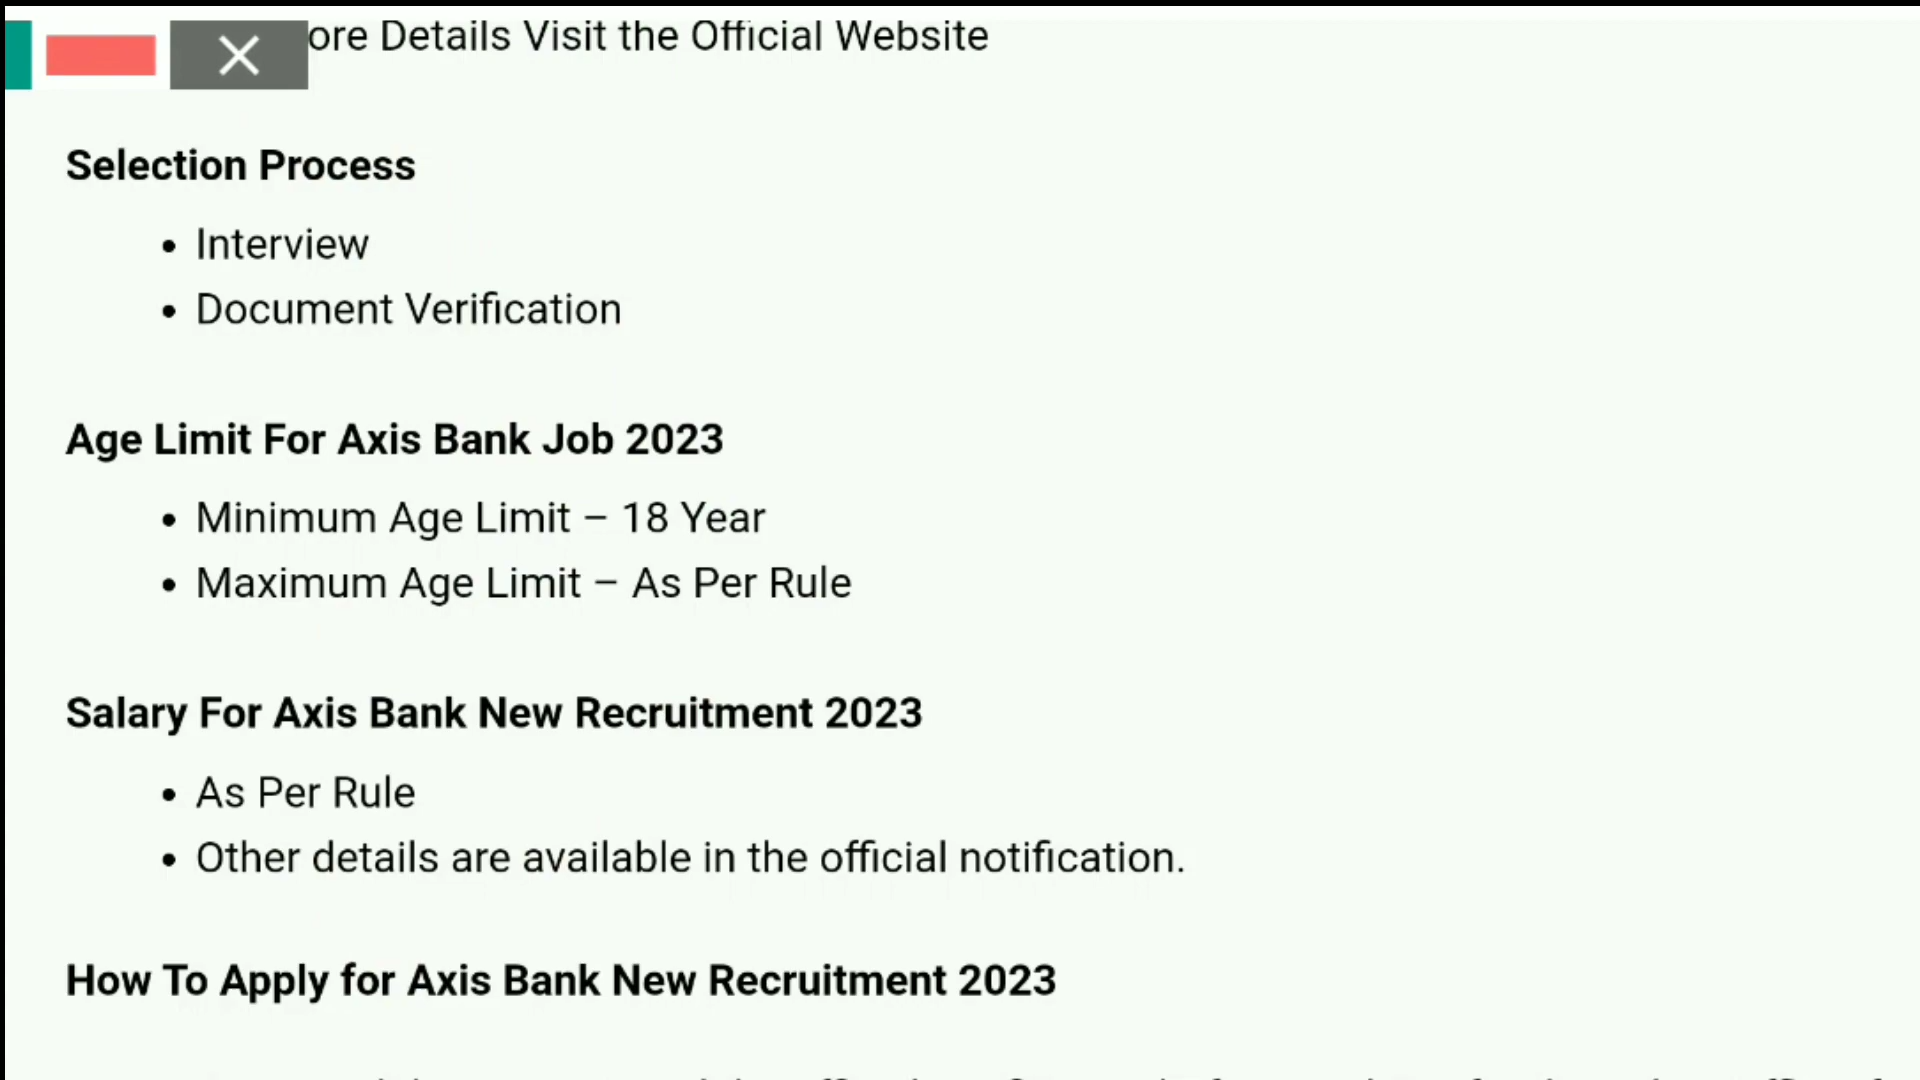 ore Details Visit the Official Website
Selection Process
• Interview
• Document Verification
Age Limit For Axis Bank Job 2023
• Minimum Age Limit – 18 Year
• Maximum Age Limit – As Per Rule
Salary For Axis Bank New Recruitment 2023
• As Per Rule
• Other details are available in the official notification.
How To Apply for Axis Bank New Recruitment 2023